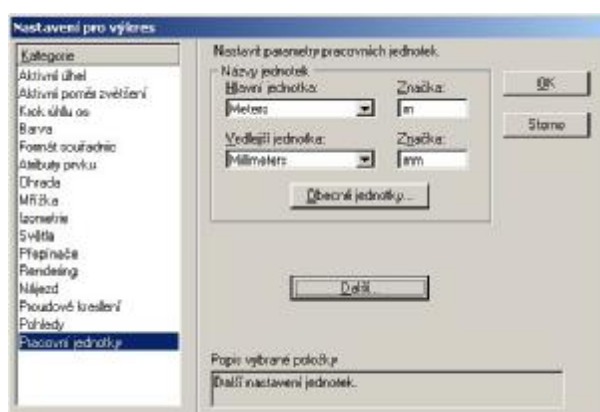 Nastavení pro výkres
Kategorie
Aktivní úhel
Aktivní poměr zvětšení
Krok úhlu os
Barva
Formát souřadnic
Atributy prvku
Ohrada
Mřížka
Izometrie
Světla
Přepínače
Rendering
Nájezd
Proudové kreslení
Pohledy
Pracovní jednotky
Nastavit parametry pracovních jednotek.
Názvy jednotek
Hlavní jednotka: Značka:
Meters m
Vedlejší jednotka: Značka:
Millimeters mm
Obecné jednotky...
Další...
OK
Storno
Popis vybrané položky
Další nastavení jednotek.